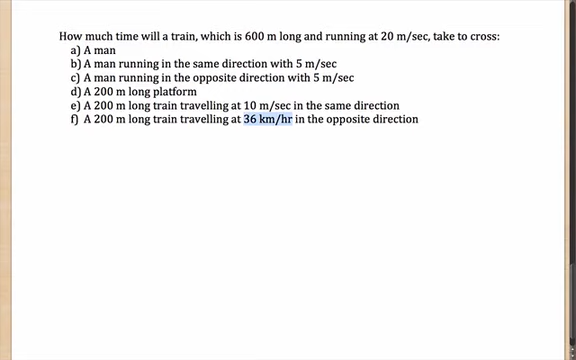 How much time will a train, which is 600 m long and running at 20 m/sec, take to cross:
a) A man
b) A man running in the same direction with 5 m/sec
c) A man running in the opposite direction with 5 m/sec
d) A 200 m long platform
e) A 200 m long train travelling at 10 m/sec in the same direction
f) A 200 m long train travelling at 36 km/hr in the opposite direction